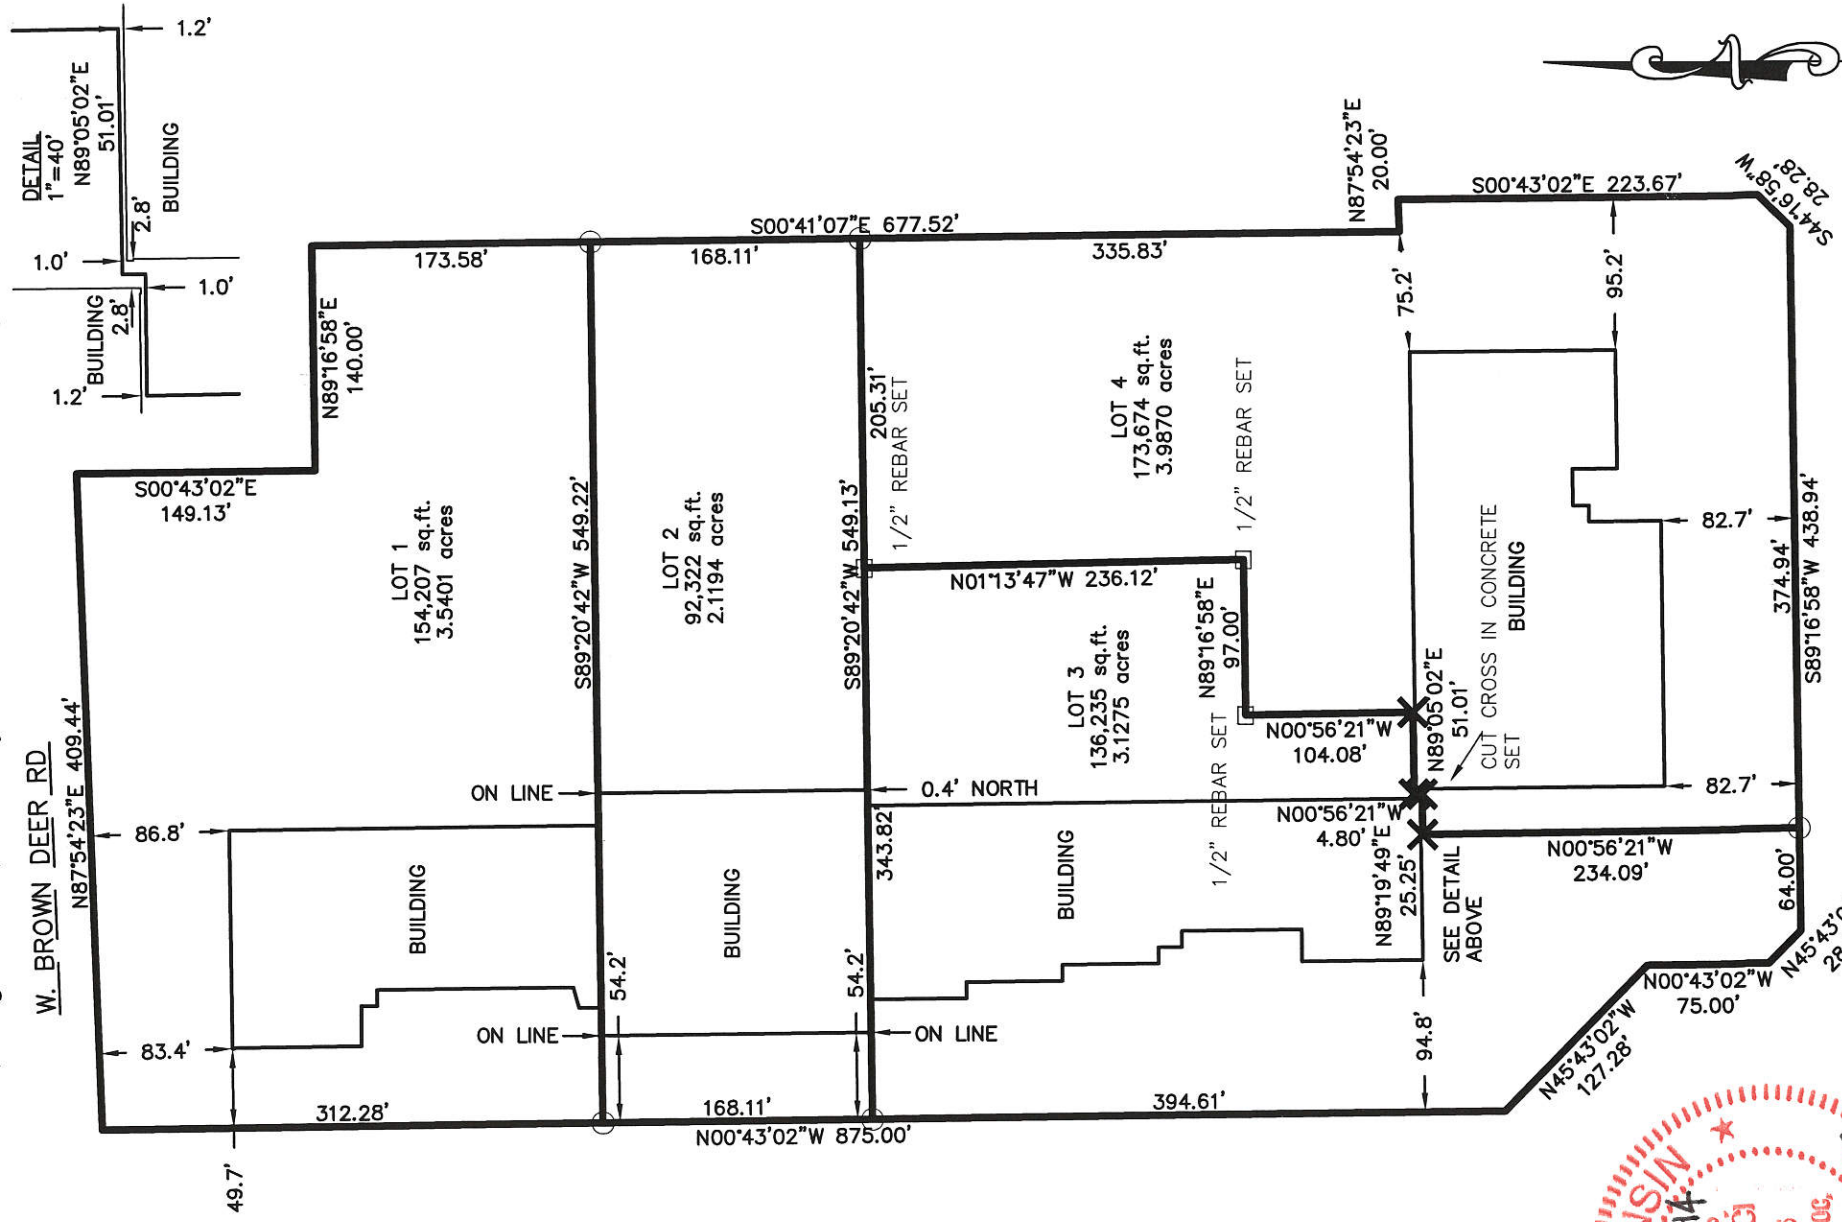 DETAIL
1"=40'
N89°05'02"E
51.01'
1.2'
2.8'
BUILDING
1.0'
1.0'
2.8'
BUILDING
1.2'
W. BROWN DEER RD
N87°54'23"E 409.44'
S00°43'02"E
149.13'
N89°16'58"E
140.00'
S00°41'07"E 677.52'
173.58'
168.11'
335.83'
N87°54'23"E
20.00'
S00°43'02"E 223.67'
S44°16'58"W
28.28'
LOT 1
154,207 sq.ft.
3.5401 acres
S89°20'42"W 549.22'
LOT 2
92,322 sq.ft.
2.1194 acres
S89°20'42"W 549.13'
205.31'
1/2" REBAR SET
LOT 4
173,674 sq.ft.
3.9870 acres
1/2" REBAR SET
75.2'
95.2'
N01°13'47"W 236.12'
N89°16'58"E
97.00'
LOT 3
136,235 sq.ft.
3.1275 acres
1/2" REBAR SET
N00°56'21"W
104.08'
N89°05'02"E
51.01'
CUT CROSS IN CONCRETE
SET
BUILDING
82.7'
82.7'
374.94'
S89°16'58"W 438.94'
86.8'
83.4'
BUILDING
ON LINE
0.4' NORTH
BUILDING
343.82'
BUILDING
N00°56'21"W
4.80'
N89°19'49"E
25.25'
SEE DETAIL
ABOVE
N00°56'21"W
234.09'
64.00'
54.2'
54.2'
ON LINE
ON LINE
94.8'
N00°43'02"W
75.00'
N45°43'02"W
127.28'
312.28'
168.11'
394.61'
N00°43'02"W 875.00'
49.7'